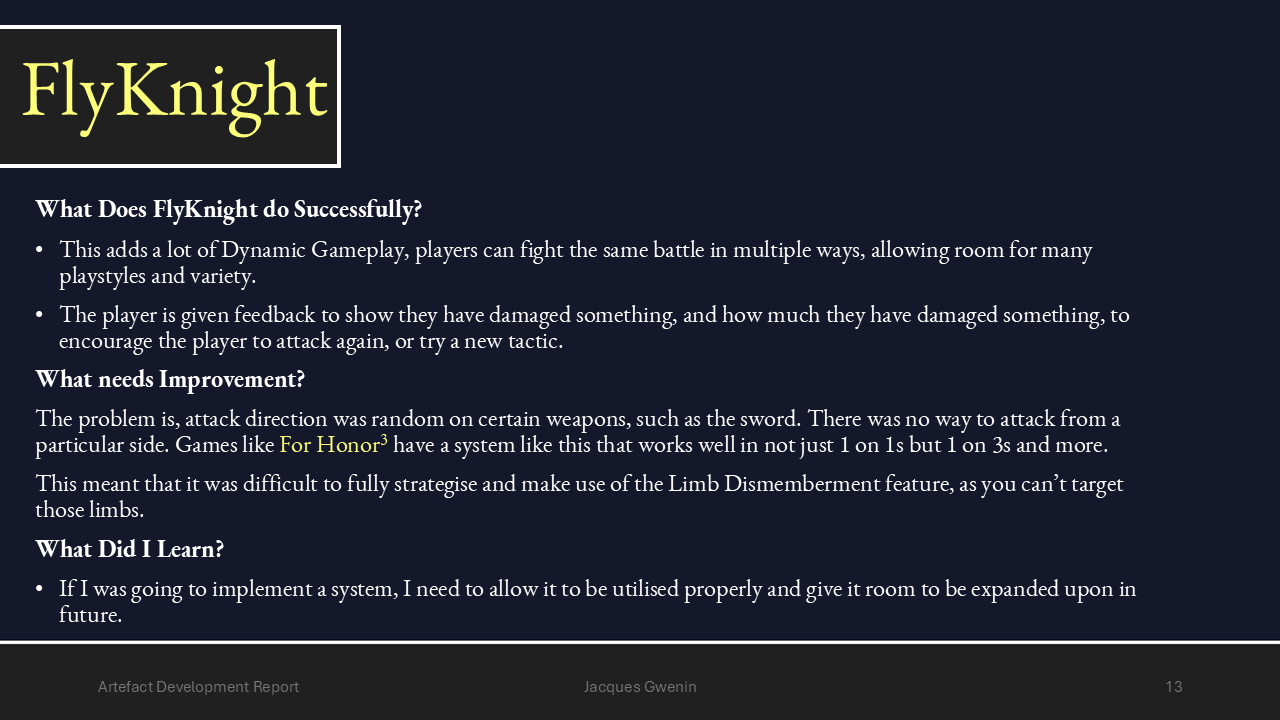 FlyKnight
What Does FlyKnight do Successfully?
• This adds a lot of Dynamic Gameplay, players can fight the same battle in multiple ways, allowing room for many
playstyles and variety.
• The player is given feedback to show they have damaged something, and how much they have damaged something, to
encourage the player to attack again, or try a new tactic.
What needs Improvement?
The problem is, attack direction was random on certain weapons, such as the sword. There was no way to attack from a
particular side. Games like For Honor³ have a system like this that works well in not just 1 on 1s but 1 on 3s and more.
This meant that it was difficult to fully strategise and make use of the Limb Dismemberment feature, as you can’t target
those limbs.
What Did I Learn?
• If I was going to implement a system, I need to allow it to be utilised properly and give it room to be expanded upon in
future.
Artefact Development Report
Jacques Gwenin
13